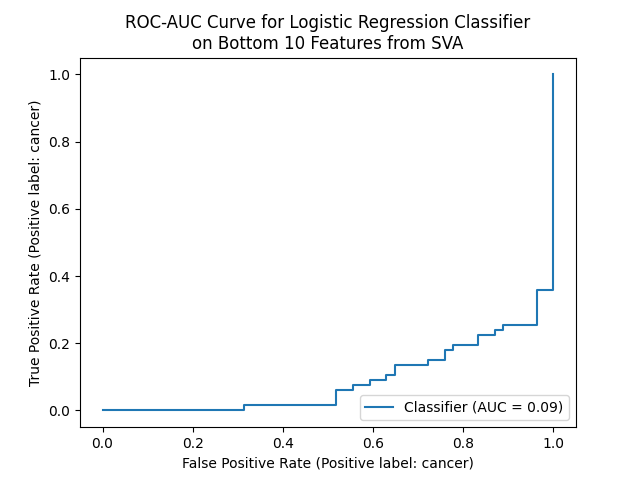 ROC-AUC Curve for Logistic Regression Classifier
on Bottom 10 Features from SVA
True Positive Rate (Positive label: cancer)
1.0
0.8
0.6
0.4
0.2
0.0
Classifier (AUC = 0.09)
0.0 0.2 0.4 0.6 0.8 1.0
False Positive Rate (Positive label: cancer)